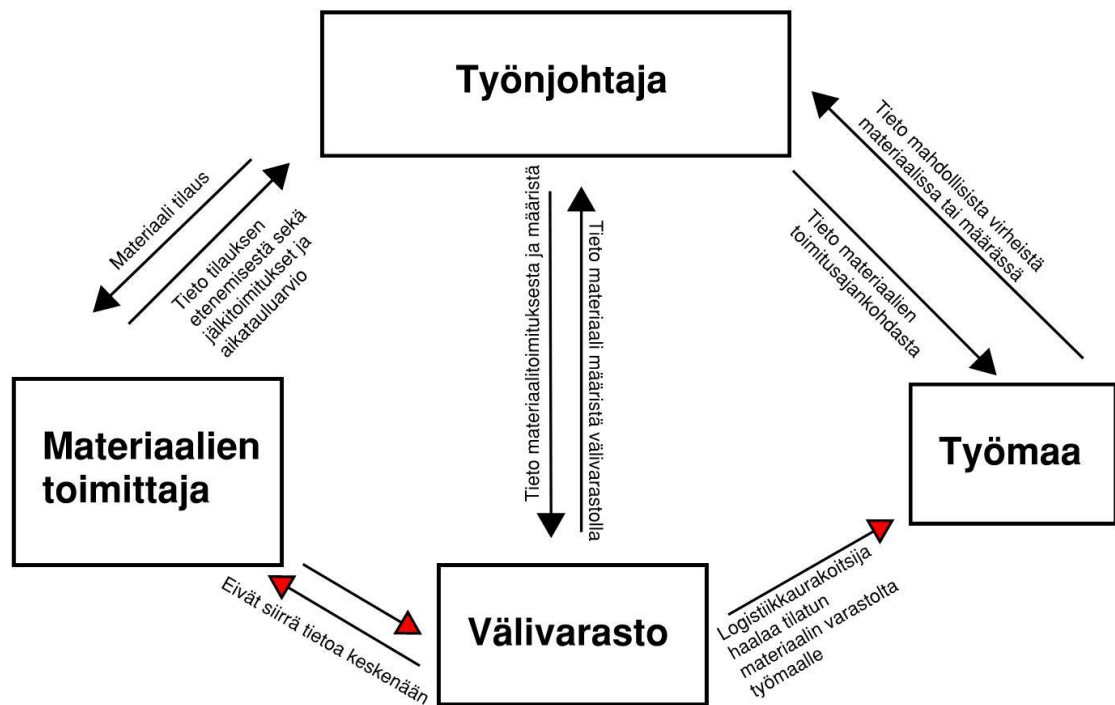 Työnjohtaja
Materiaali tilaus
Tieto tilauksen
etenemisestä sekä
jälkitoimitukset ja
aikatauluarvio
Tieto materiaalitoimituksesta ja määristä
Tieto materiaali määristä välivarastolla
Tieto mahdollisista virheistä
materiaalissa tai määrässä
Tieto materiaalien
toimitusajankohdasta
Materiaalien
toimittaja
Työmaa
Eivät siirrä tietoa keskenään
Välivarasto
Logistiikkaurakoitsija
haalaa tilatun
materiaalin varastolta
työmaalle